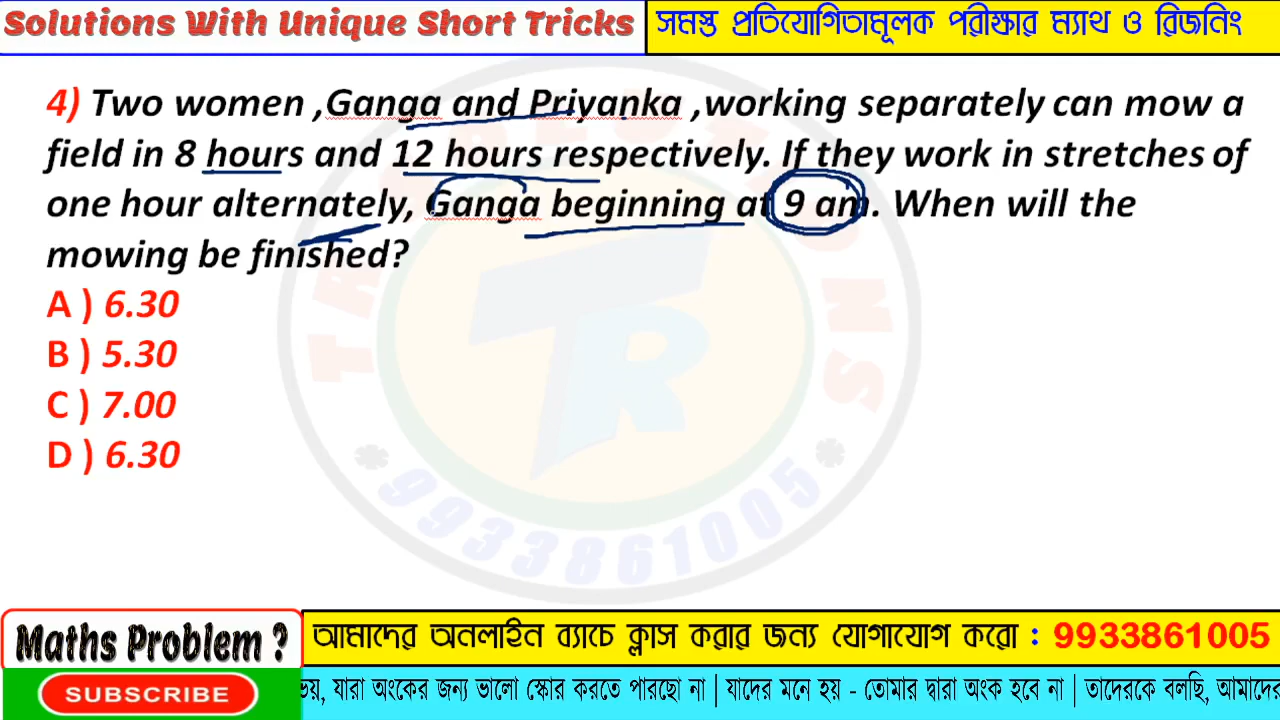 Solutions With Unique Short Tricks
সমস্ত প্রতিযোগিতামূলক পরীক্ষার ম্যাথ ও রিজনিং
4) Two women ,Ganga and Priyanka ,working separately can mow a
field in 8 hours and 12 hours respectively. If they work in stretches of
one hour alternately, Ganga beginning at 9 am. When will the
mowing be finished?
A ) 6.30
B ) 5.30
C ) 7.00
D ) 6.30
TR
9933861005
Maths Problem ?
আমাদের অনলাইন ব্যাচে ক্লাস করার জন্য যোগাযোগ করো : 9933861005
SUBSCRIBE
যারা অংকের জন্য ভালো স্কোর করতে পারছো না | যাদের মনে হয় - তোমার দ্বারা অংক হবে না | তাদেরকে বলছি, আমাদের